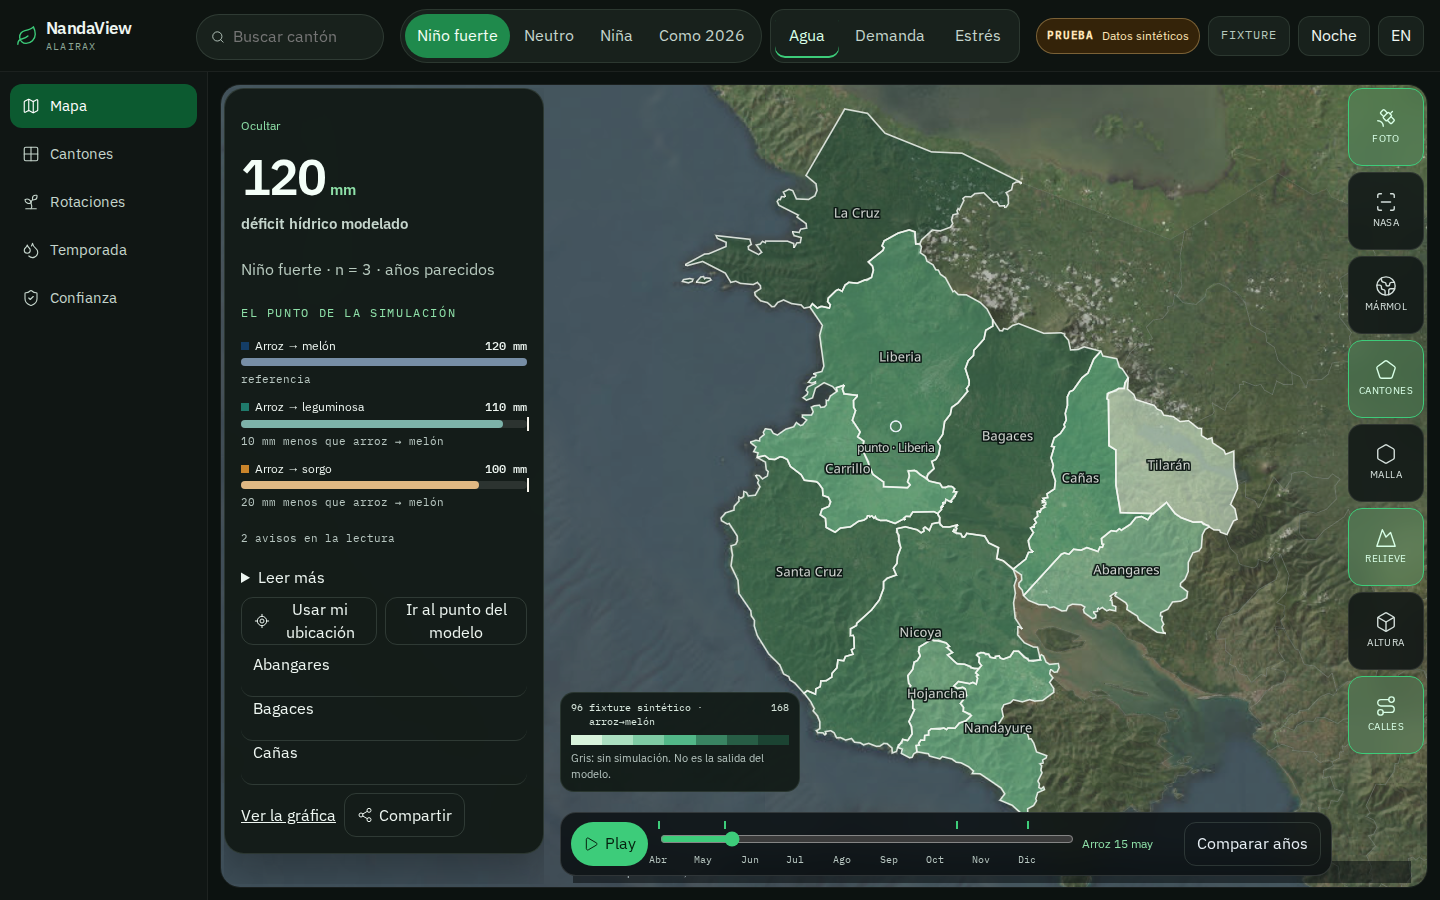 NandaView
ALAIRAX
Buscar cantón
Niño fuerte
Neutro
Niña
Como 2026
Agua
Demanda
Estrés
PRUEBA Datos sintéticos
FIXTURE
Noche
EN
Mapa
Cantones
Rotaciones
Temporada
Confianza
Ocultar
120 mm
déficit hídrico modelado
Niño fuerte · n = 3 · años parecidos
EL PUNTO DE LA SIMULACIÓN
Arroz → melón 120 mm
referencia
Arroz → leguminosa 110 mm
10 mm menos que arroz → melón
Arroz → sorgo 100 mm
20 mm menos que arroz → melón
2 avisos en la lectura
Leer más
Usar mi
ubicación
Ir al punto del
modelo
Abangares
Bagaces
Cañas
Ver la gráfica
Compartir
La Cruz
Liberia
punto · Liberia
Carrillo
Bagaces
Cañas
Tilarán
Abangares
Santa Cruz
Nicoya
Hojancha
Nandayure
96 fixture sintético · 168
arroz→melón
Gris: sin simulación. No es la salida del
modelo.
Play
Abr May Jun Jul Ago Sep Oct Nov Dic
Arroz 15 may
Comparar años
FOTO
NASA
MÁRMOL
CANTONES
MALLA
RELIEVE
ALTURA
CALLES